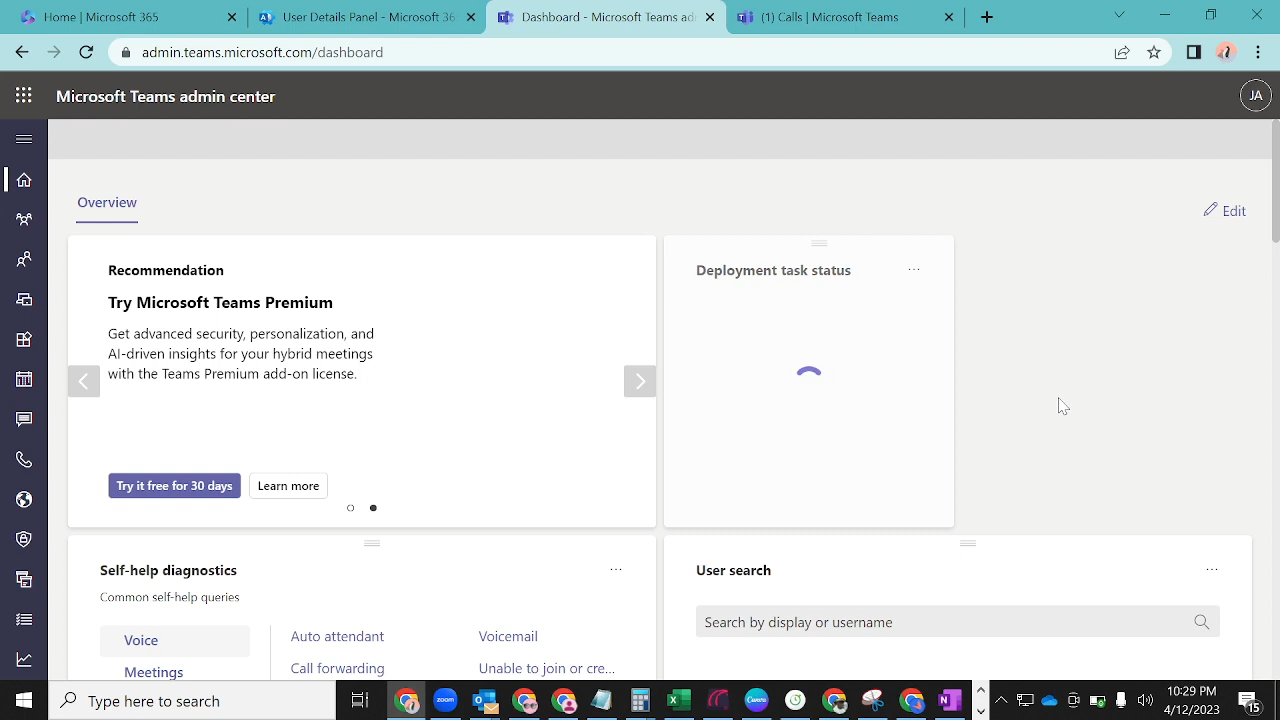 Home | Microsoft 365
User Details Panel - Microsoft 36
Dashboard - Microsoft Teams ad
(1) Calls | Microsoft Teams
admin.teams.microsoft.com/dashboard
Microsoft Teams admin center
JA
Overview
Edit
Recommendation
Try Microsoft Teams Premium
Get advanced security, personalization, and
AI-driven insights for your hybrid meetings
with the Teams Premium add-on license.
Try it free for 30 days
Learn more
Deployment task status
Self-help diagnostics
Common self-help queries
Voice
Meetings
Auto attendant
Voicemail
Call forwarding
Unable to join or cre...
User search
Search by display or username
Type here to search
zoom
Canva
10:29 PM
4/12/2023
15